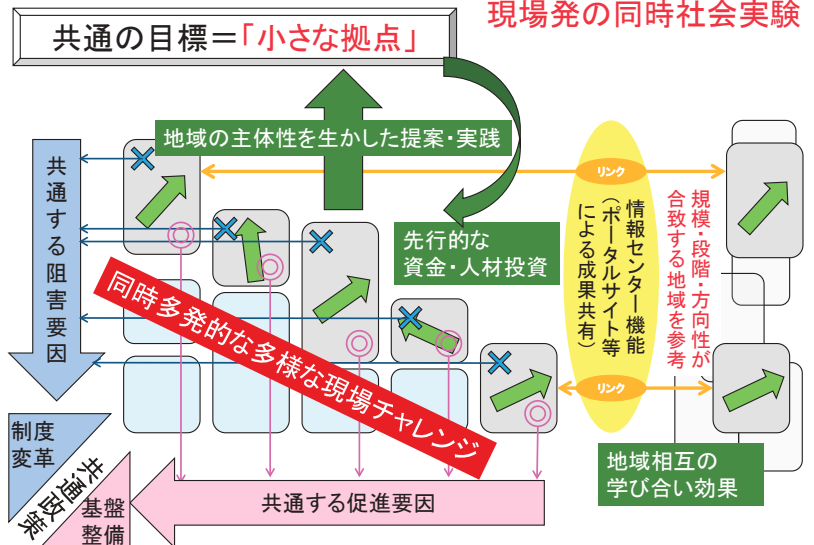 現場発の同時社会実験
共通の目標=「小さな拠点」
地域の主体性を生かした提案・実践
共通する阻害要因
先行的な
資金・人材投資
リンク
情報センター機能
(ポータルサイト等
による成果共有)
規模・段階・方向性が
合致する地域を参考
同時多発的な多様な現場チャレンジ
リンク
制度
変革
共通政策
基盤
整備
共通する促進要因
地域相互の
学び合い効果